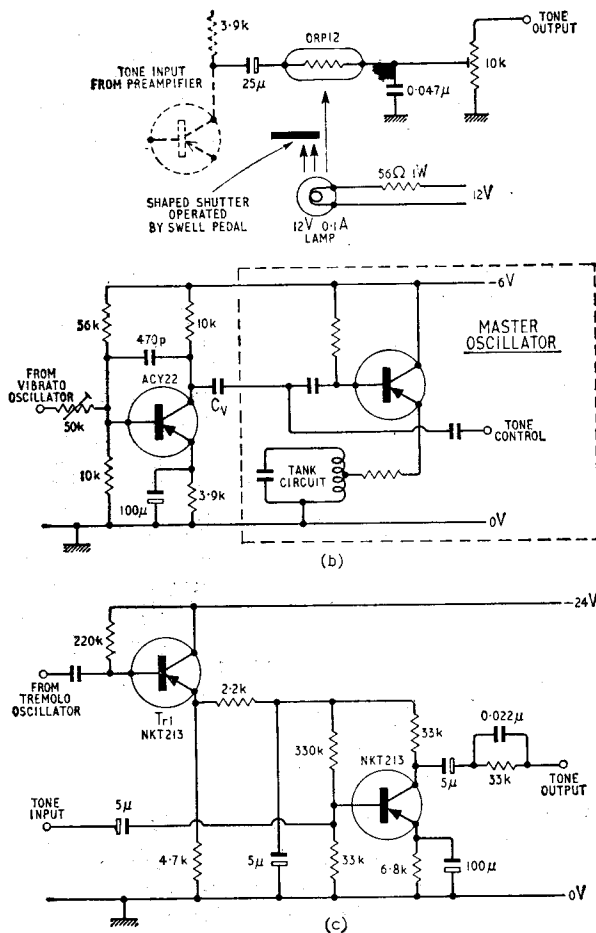 3.9k
ORP12
TONE
OUTPUT
TONE INPUT
FROM PREAMPLIFIER
25μ
10k
0·047μ
SHAPED SHUTTER
OPERATED
BY SWELL PEDAL
56Ω 1W
12V
12V 0.1A
LAMP
-6V
56k
10k
470p
MASTER
OSCILLATOR
ACY22
FROM
VIBRATO
OSCILLATOR
50k
CV
TONE
CONTROL
10k
TANK
CIRCUIT
100μ
3.9k
0V
(b)
-24V
220k
FROM
TREMOLO
OSCILLATOR
Tr1
NKT213
2.2k
33k
0·022μ
330k
NKT213
5μ
33k
TONE
OUTPUT
TONE
INPUT
5μ
4.7k
5μ
33k
6.8k
100μ
0V
(c)